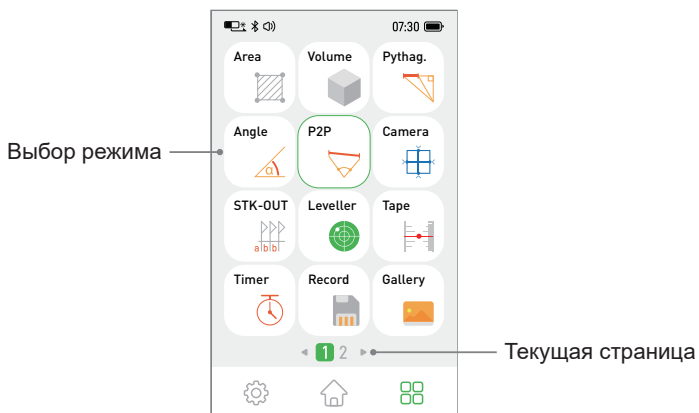 07:30
Area Volume Pythag.
Выбор режима
Angle P2P Camera
α
STK-OUT Leveller Tape
a b b
Timer Record Gallery
1 2
Текущая страница